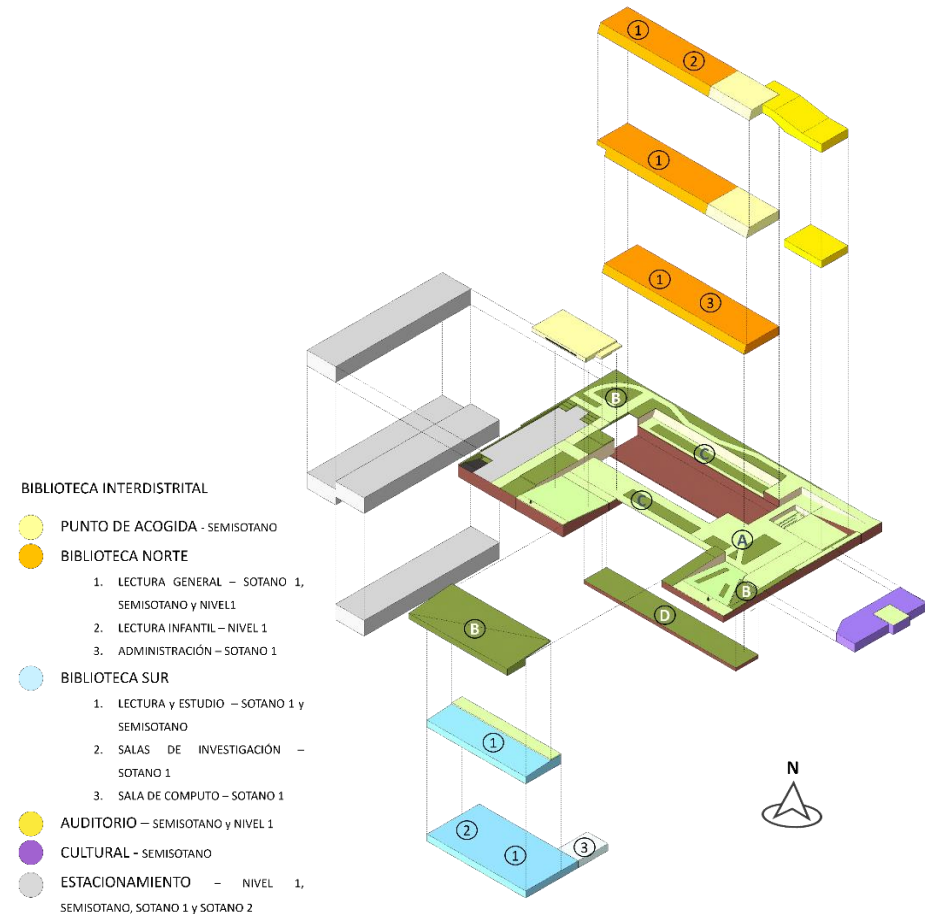 1
2
1
1
3
B
C
C
A
B
D
B
1
2
1
3
N
BIBLIOTECA INTERDISTRITAL
PUNTO DE ACOGIDA - SEMISOTANO
BIBLIOTECA NORTE
1. LECTURA GENERAL – SOTANO 1,
SEMISOTANO y NIVEL1
2. LECTURA INFANTIL – NIVEL 1
3. ADMINISTRACIÓN – SOTANO 1
BIBLIOTECA SUR
1. LECTURA y ESTUDIO – SOTANO 1 y
SEMISOTANO
2. SALAS DE INVESTIGACIÓN –
SOTANO 1
3. SALA DE COMPUTO – SOTANO 1
AUDITORIO – SEMISOTANO y NIVEL 1
CULTURAL - SEMISOTANO
ESTACIONAMIENTO – NIVEL 1,
SEMISOTANO, SOTANO 1 y SOTANO 2